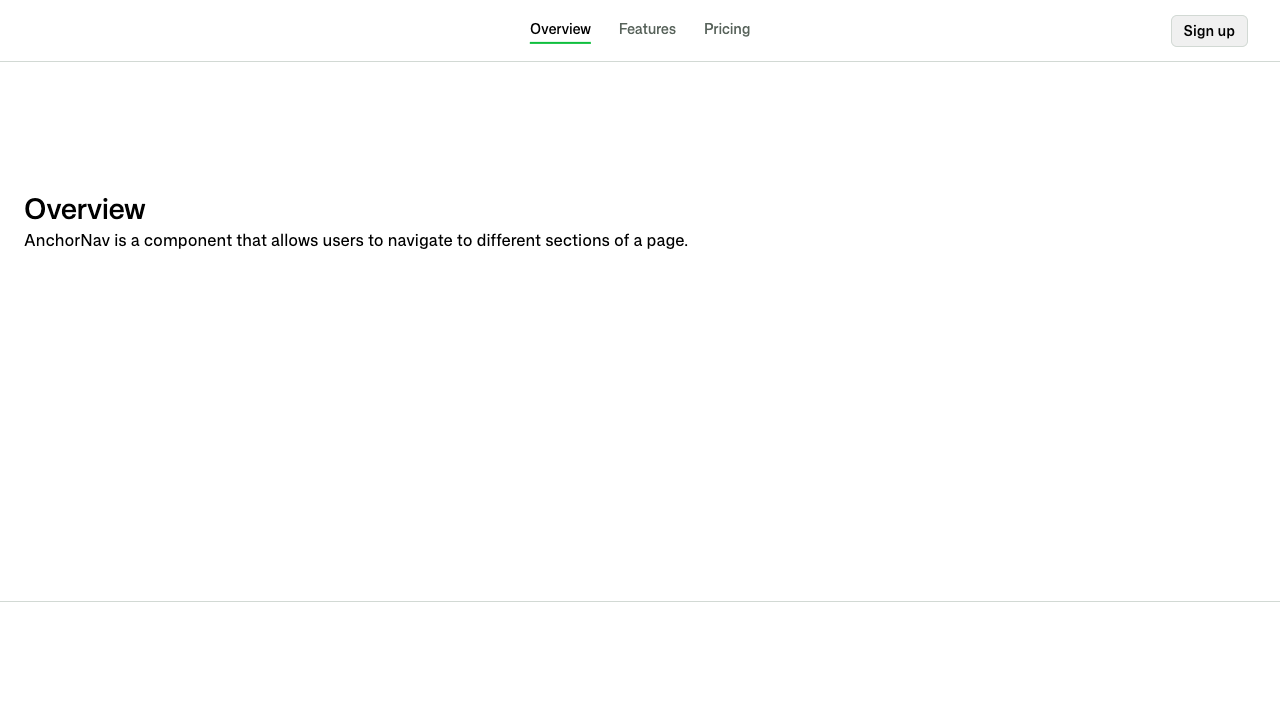 Overview Features Pricing Sign up
Overview
AnchorNav is a component that allows users to navigate to different sections of a page.